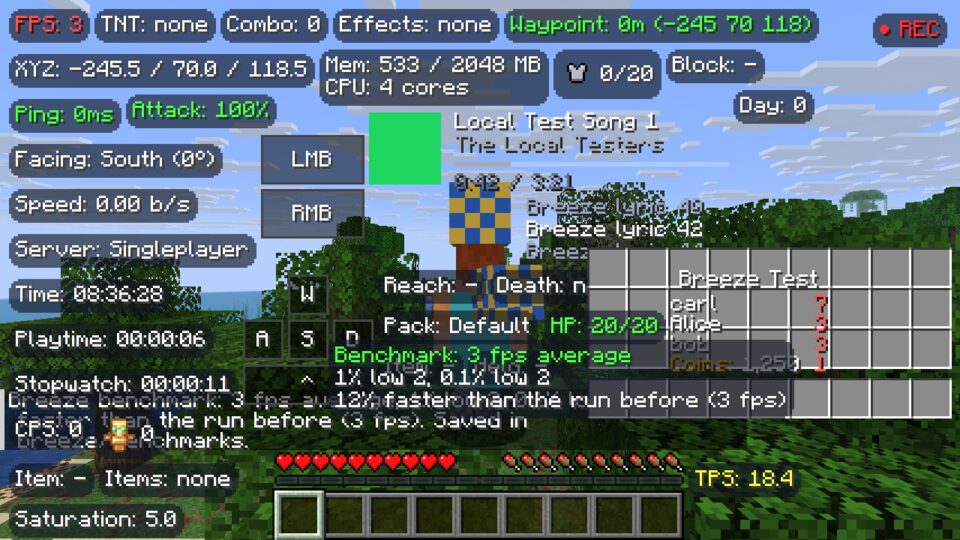 FPS: 3
TNT: none
Combo: 0
Effects: none
Waypoint: 0m (-245 70 118)
REC
XYZ: -245.5 / 70.0 / 118.5
Mem: 533 / 2048 MB
CPU: 4 cores
0/20
Block: -
Day: 0
Ping: 0ms
Attack: 100%
Local Test Song 1
The Local Testers
0:42 / 3:21
Facing: South (0°)
LMB
RMB
Speed: 0.00 b/s
Breeze lyric 42
Breeze
Server: Singleplayer
Breeze Test
carl 7
Alice 3
bob 3
Coins: 1,250 1
Reach: - Death: n
Time: 08:36:28
W
A S D
^
Pack: Default
HP: 20/20
Playtime: 00:00:06
Benchmark: 3 fps average
1% low 2, 0.1% low 2
12% faster than the run before (3 fps)
Stopwatch: 00:00:11
Breeze benchmark: 3 fps
than the run before (3 fps). Saved in
CPS: 0
0
Item: -
Items: none
TPS: 18.4
Saturation: 5.0